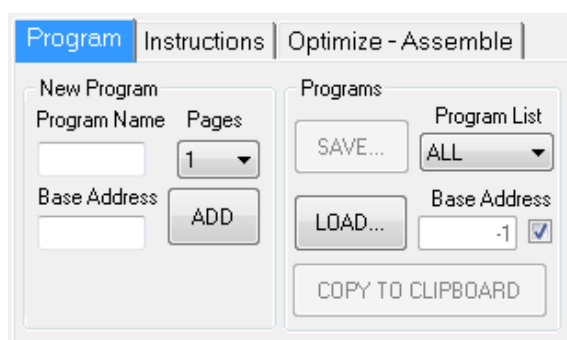 Program Instructions Optimize - Assemble
New Program
Program Name Pages
1
Base Address
ADD
Programs
Program List
SAVE... ALL
Base Address
LOAD... -1
COPY TO CLIPBOARD